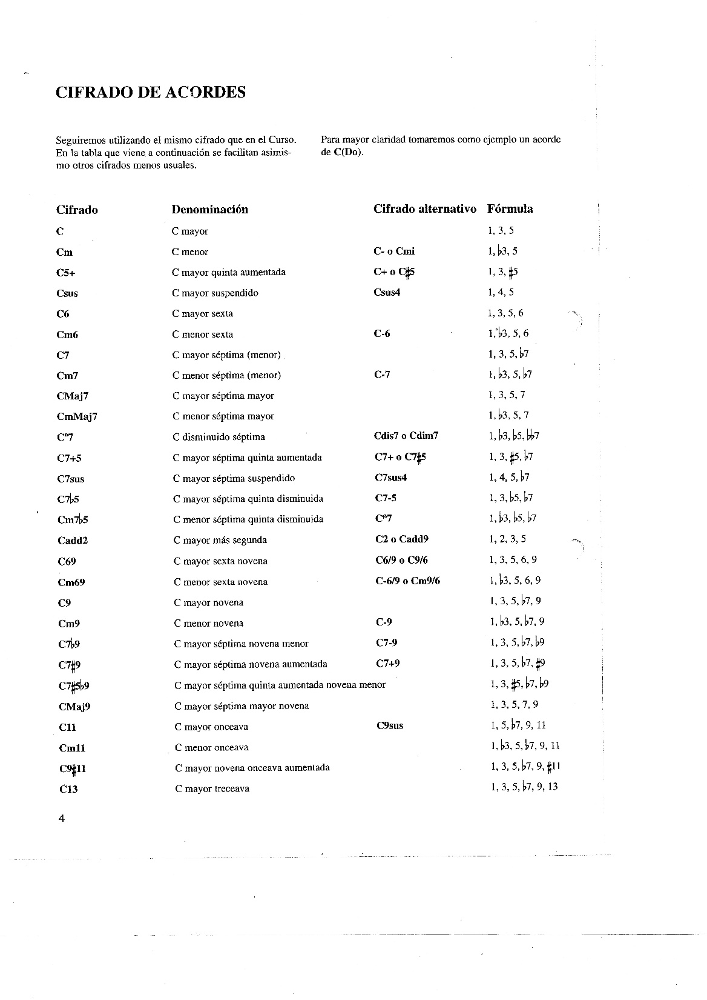 CIFRADO DE ACORDES
Seguiremos utilizando el mismo cifrado que en el Curso.
En la tabla que viene a continuación se facilitan asimis-
mo otros cifrados menos usuales.
Para mayor claridad tomaremos como ejemplo un acorde
de C(Do).
Cifrado Denominación Cifrado alternativo Fórmula
C C mayor 1, 3, 5
Cm C menor C- o Cmi 1, ♭3, 5
C5+ C mayor quinta aumentada C+ o C♯5 1, 3, ♯5
Csus C mayor suspendido Csus4 1, 4, 5
C6 C mayor sexta 1, 3, 5, 6
Cm6 C menor sexta C-6 1, ♭3, 5, 6
C7 C mayor séptima (menor) 1, 3, 5, ♭7
Cm7 C menor séptima (menor) C-7 1, ♭3, 5, ♭7
CMaj7 C mayor séptima mayor 1, 3, 5, 7
CmMaj7 C menor séptima mayor 1, ♭3, 5, 7
Cº7 C disminuido séptima Cdis7 o Cdim7 1, ♭3, ♭5, ♭♭7
C7+5 C mayor séptima quinta aumentada C7+ o C7♯5 1, 3, ♯5, ♭7
C7sus C mayor séptima suspendido C7sus4 1, 4, 5, ♭7
C7♭5 C mayor séptima quinta disminuida C7-5 1, 3, ♭5, ♭7
Cm7♭5 C menor séptima quinta disminuida Cø7 1, ♭3, ♭5, ♭7
Cadd2 C mayor más segunda C2 o Cadd9 1, 2, 3, 5
C69 C mayor sexta novena C6/9 o C9/6 1, 3, 5, 6, 9
Cm69 C menor sexta novena C-6/9 o Cm9/6 1, ♭3, 5, 6, 9
C9 C mayor novena 1, 3, 5, ♭7, 9
Cm9 C menor novena C-9 1, ♭3, 5, ♭7, 9
C7♭9 C mayor séptima novena menor C7-9 1, 3, 5, ♭7, ♭9
C7♯9 C mayor séptima novena aumentada C7+9 1, 3, 5, ♭7, ♯9
C7♯5♭9 C mayor séptima quinta aumentada novena menor 1, 3, ♯5, ♭7, ♭9
CMaj9 C mayor séptima mayor novena 1, 3, 5, 7, 9
C11 C mayor onceava C9sus 1, 5, ♭7, 9, 11
Cm11 C menor onceava 1, ♭3, 5, ♭7, 9, 11
C9♯11 C mayor novena onceava aumentada 1, 3, 5, ♭7, 9, ♯11
C13 C mayor treceava 1, 3, 5, ♭7, 9, 13
4